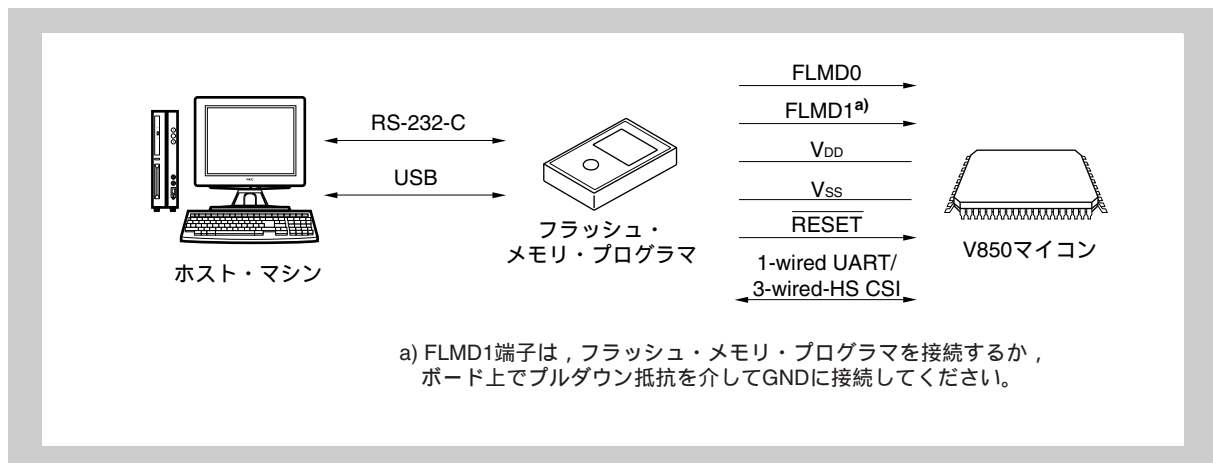 RS-232-C
USB
ホスト・マシン
フラッシュ・
メモリ・プログラマ
FLMD0
FLMD1a)
VDD
VSS
RESET
1-wired UART/
3-wired-HS CSI
V850マイコン
a) FLMD1端子は，フラッシュ・メモリ・プログラマを接続するか，
ボード上でプルダウン抵抗を介してGNDに接続してください。